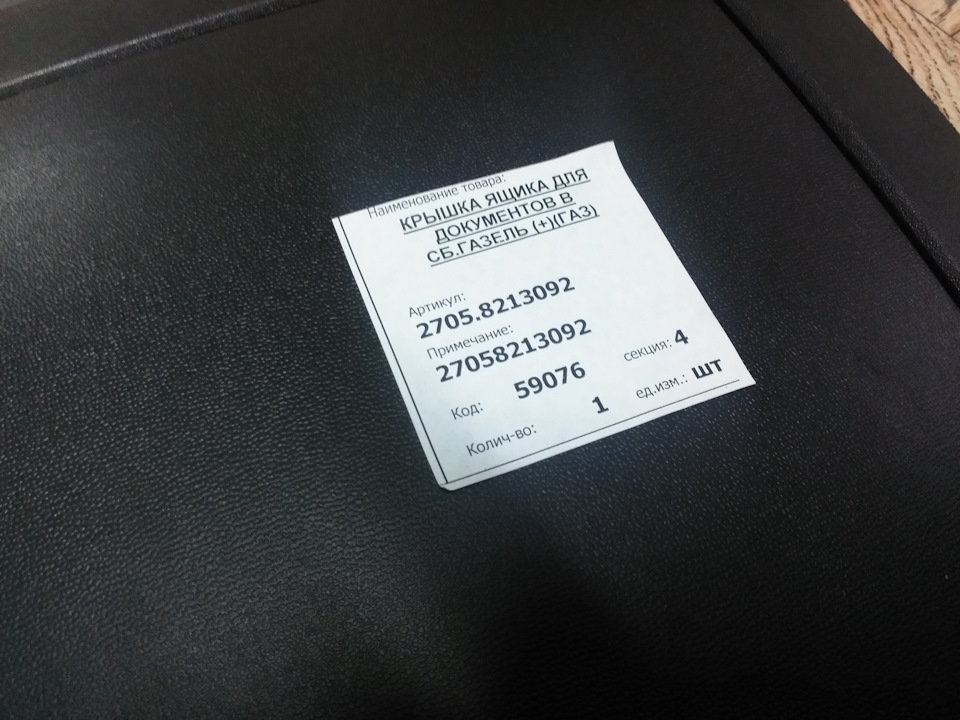 Наименование товара:
КРЫШКА ЯЩИКА ДЛЯ
ДОКУМЕНТОВ В
СБ.ГАЗЕЛЬ (+)(ГАЗ)
Артикул:
2705.8213092
Примечание:
27058213092
Код: 59076 секция: 4
Колич-во: 1 ед.изм.: шт